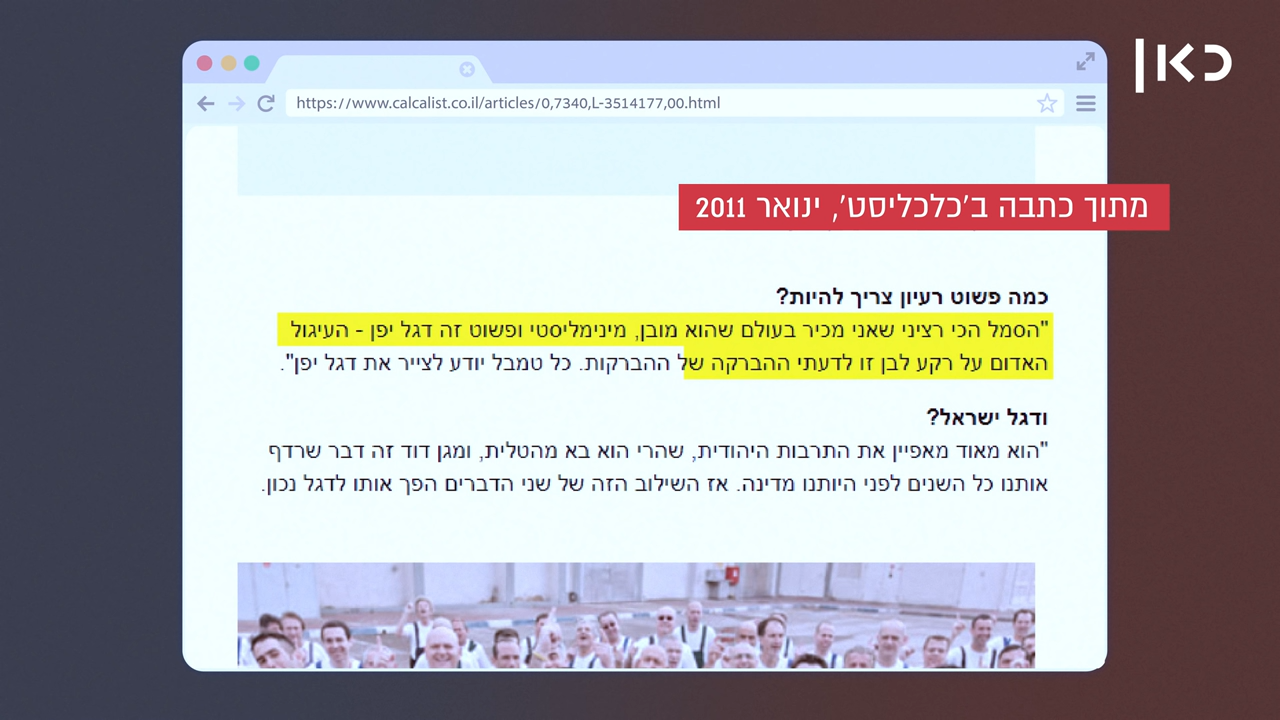 כאן
https://www.calcalist.co.il/articles/0,7340,L-3514177,00.html
מתוך כתבה ב'כלכליסט', ינואר 2011
כמה פשוט רעיון צריך להיות?
"הסמל הכי רציני שאני מכיר בעולם שהוא מובן, מינימליסטי ופשוט זה דגל יפן - העיגול
האדום על רקע לבן זו לדעתי ההברקה של ההברקות. כל טמבל יודע לצייר את דגל יפן".
ודגל ישראל?
"הוא מאוד מאפיין את התרבות היהודית, שהרי הוא בא מהטלית, ומגן דוד זה דבר שרדף
אותנו כל השנים לפני היותנו מדינה. אז השילוב הזה של שני הדברים הפך אותו לדגל נכון.